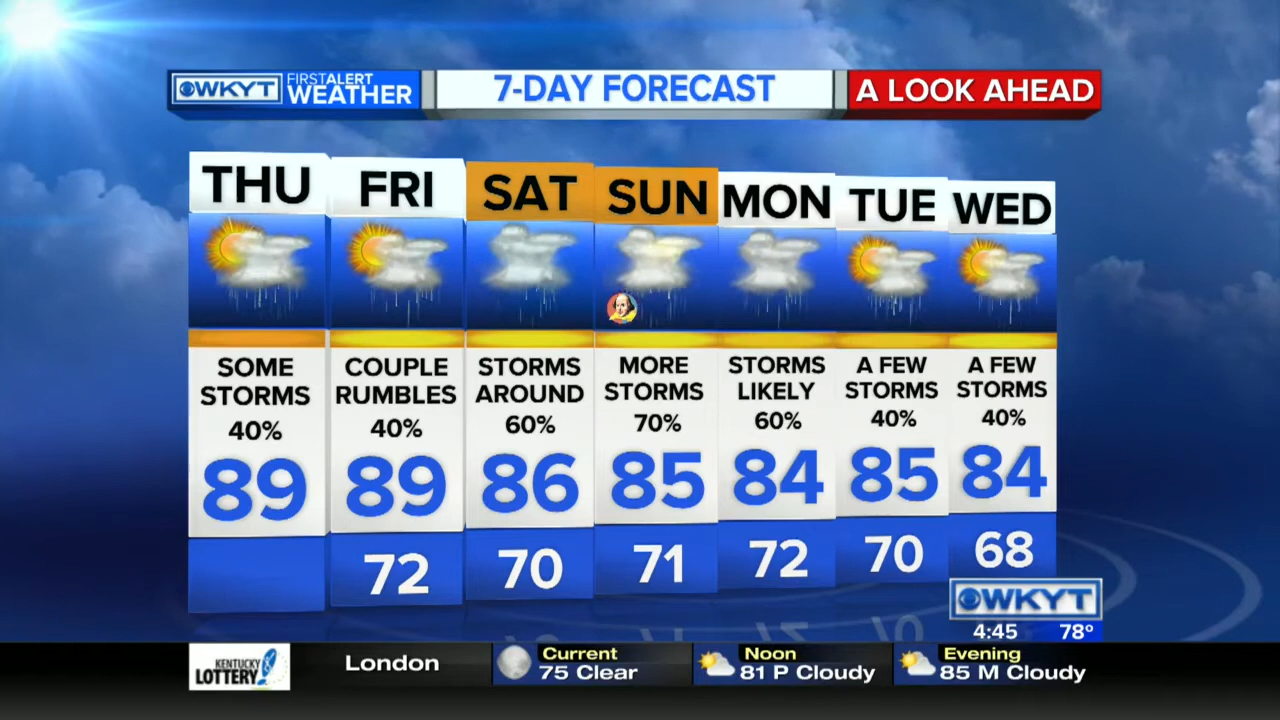 WKYT FIRST ALERT WEATHER
7-DAY FORECAST
A LOOK AHEAD
THU FRI SAT SUN MON TUE WED
SOME STORMS
COUPLE RUMBLES
STORMS AROUND
MORE STORMS
STORMS LIKELY
A FEW STORMS
A FEW STORMS
40% 40% 60% 70% 60% 40% 40%
89 89 86 85 84 85 84
72 70 71 72 70 68
WKYT
4:45 78°
KENTUCKY LOTTERY
London
Current
75 Clear
Noon
81 P Cloudy
Evening
85 M Cloudy